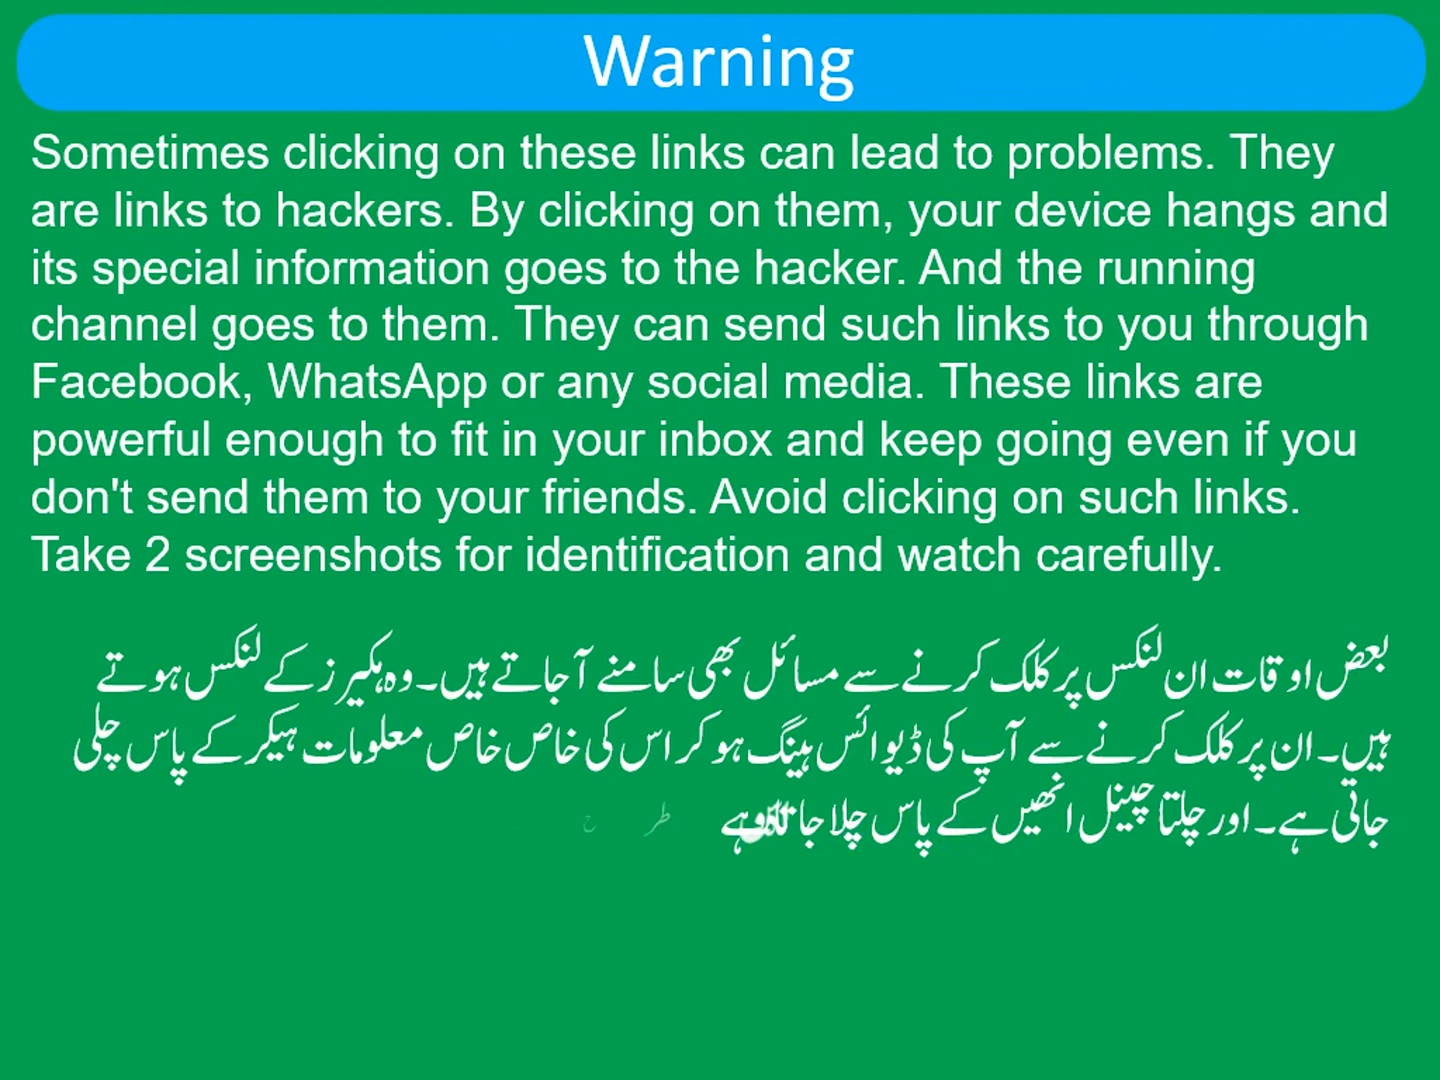 Warning
Sometimes clicking on these links can lead to problems. They
are links to hackers. By clicking on them, your device hangs and
its special information goes to the hacker. And the running
channel goes to them. They can send such links to you through
Facebook, WhatsApp or any social media. These links are
powerful enough to fit in your inbox and keep going even if you
don't send them to your friends. Avoid clicking on such links.
Take 2 screenshots for identification and watch carefully.
بعض اوقات ان لنکس پر کلک کرنے سے مسائل بھی سامنے آجاتے ہیں۔ وہ ہکیرز کے لنکس ہوتے
ہیں۔ ان پر کلک کرنے سے آپ کی ڈیوائس ہینگ ہو کر اس کی خاص خاص معلومات ہیکر کے پاس چلی
جاتی ہے۔ اور چلتا چینل انھیں کے پاس چلا جاتا